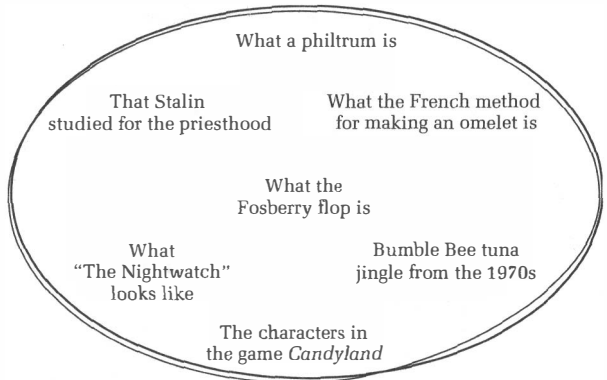 What a philtrum is
That Stalin
studied for the priesthood
What the French method
for making an omelet is
What the
Fosberry flop is
What
“The Nightwatch”
looks like
Bumble Bee tuna
jingle from the 1970s
The characters in
the game Candyland